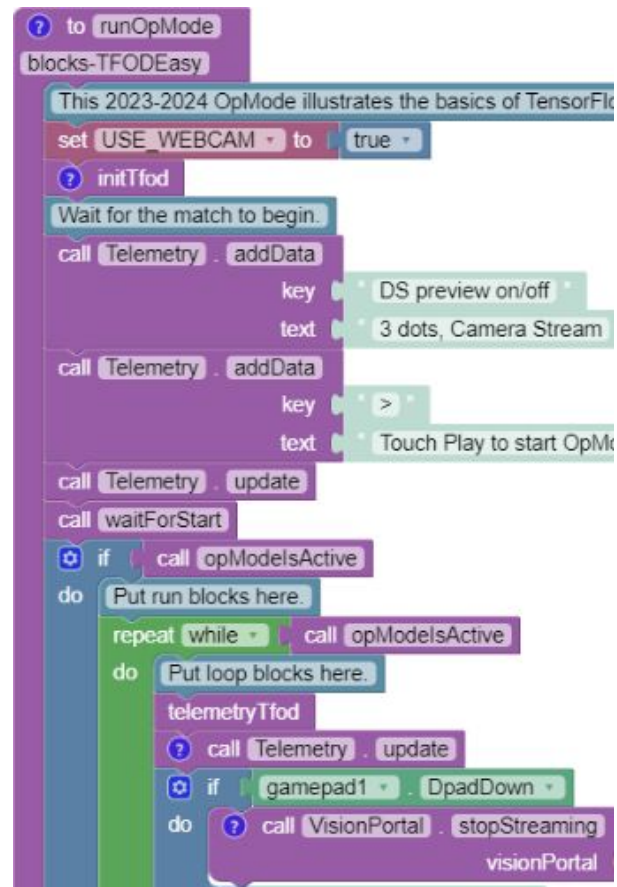 ? to runOpMode
blocks-TFODEasy
This 2023-2024 OpMode illustrates the basics of
set USE_WEBCAM to true
? initTfod
Wait for the match to begin.
call Telemetry . addData
key " DS preview on/off "
text " 3 dots, Camera Stream
call Telemetry . addData
key " > "
text " Touch Play to start
call Telemetry . update
call waitForStart
if call opModeIsActive
do Put run blocks here.
repeat while call opModeIsActive
do Put loop blocks here.
telemetryTfod
? call Telemetry . update
if gamepad1 . DpadDown
do ? call VisionPortal . stopStreaming
visionPortal